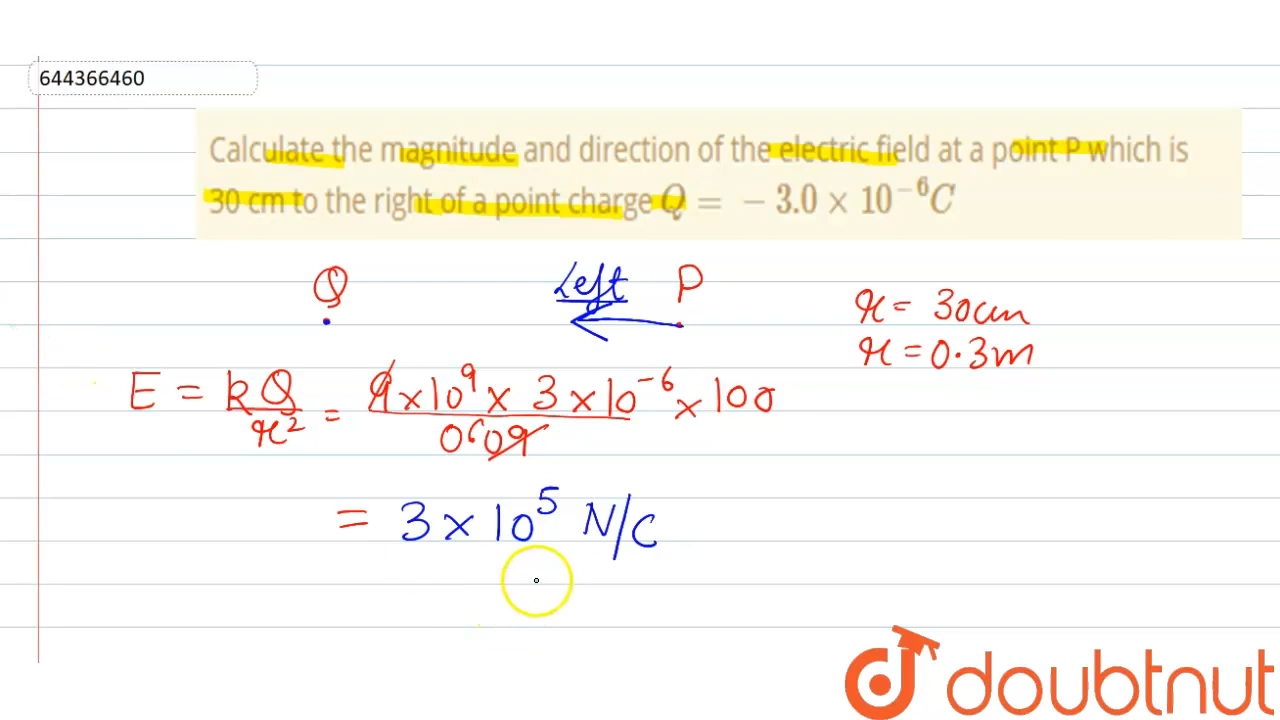 644366460
Calculate the magnitude and direction of the electric field at a point P which is
30 cm to the right of a point charge Q = − 3.0 × 10⁻⁶C
Q Left P
r = 30cm
r = 0.3m
E = kQ/r² = 9×10⁹ × 3×10⁻⁶ × 100/0.09
= 3 × 10⁵ N/C
doubtnut